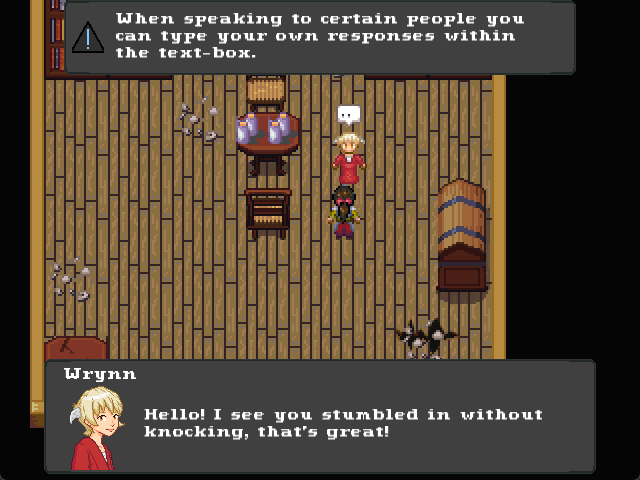 When speaking to certain people you
can type your own responses within
the text-box.
Wrynn
Hello! I see you stumbled in without
knocking, that's great!